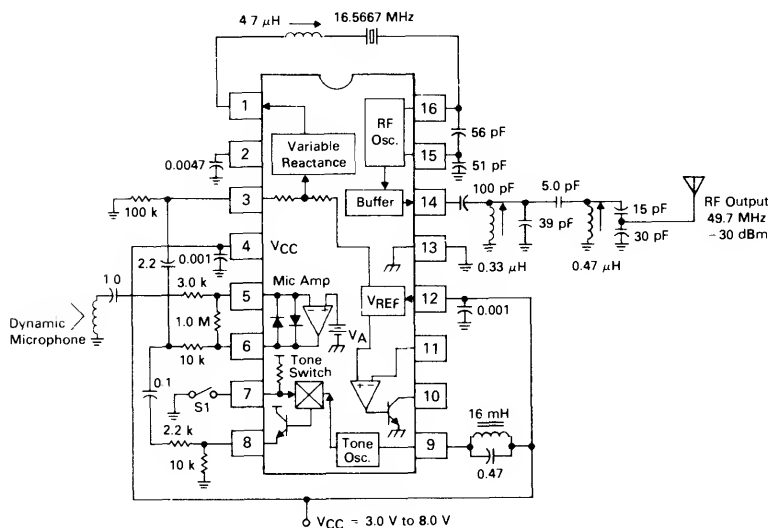 4.7 μH
16.5667 MHz
1
2
3
4
5
6
7
8
16
15
14
13
12
11
10
9
RF
Osc.
Variable
Reactance
Buffer
VCC
Mic Amp
VREF
VA
Tone
Switch
Tone
Osc.
0.0047
100 k
0.001
2.2
1.0
3.0 k
1.0 M
10 k
Dynamic
Microphone
0.1
S1
2.2 k
10 k
56 pF
51 pF
100 pF
5.0 pF
39 pF
15 pF
30 pF
0.33 μH
0.47 μH
RF Output
49.7 MHz
−30 dBm
0.001
16 mH
0.47
VCC = 3.0 V to 8.0 V